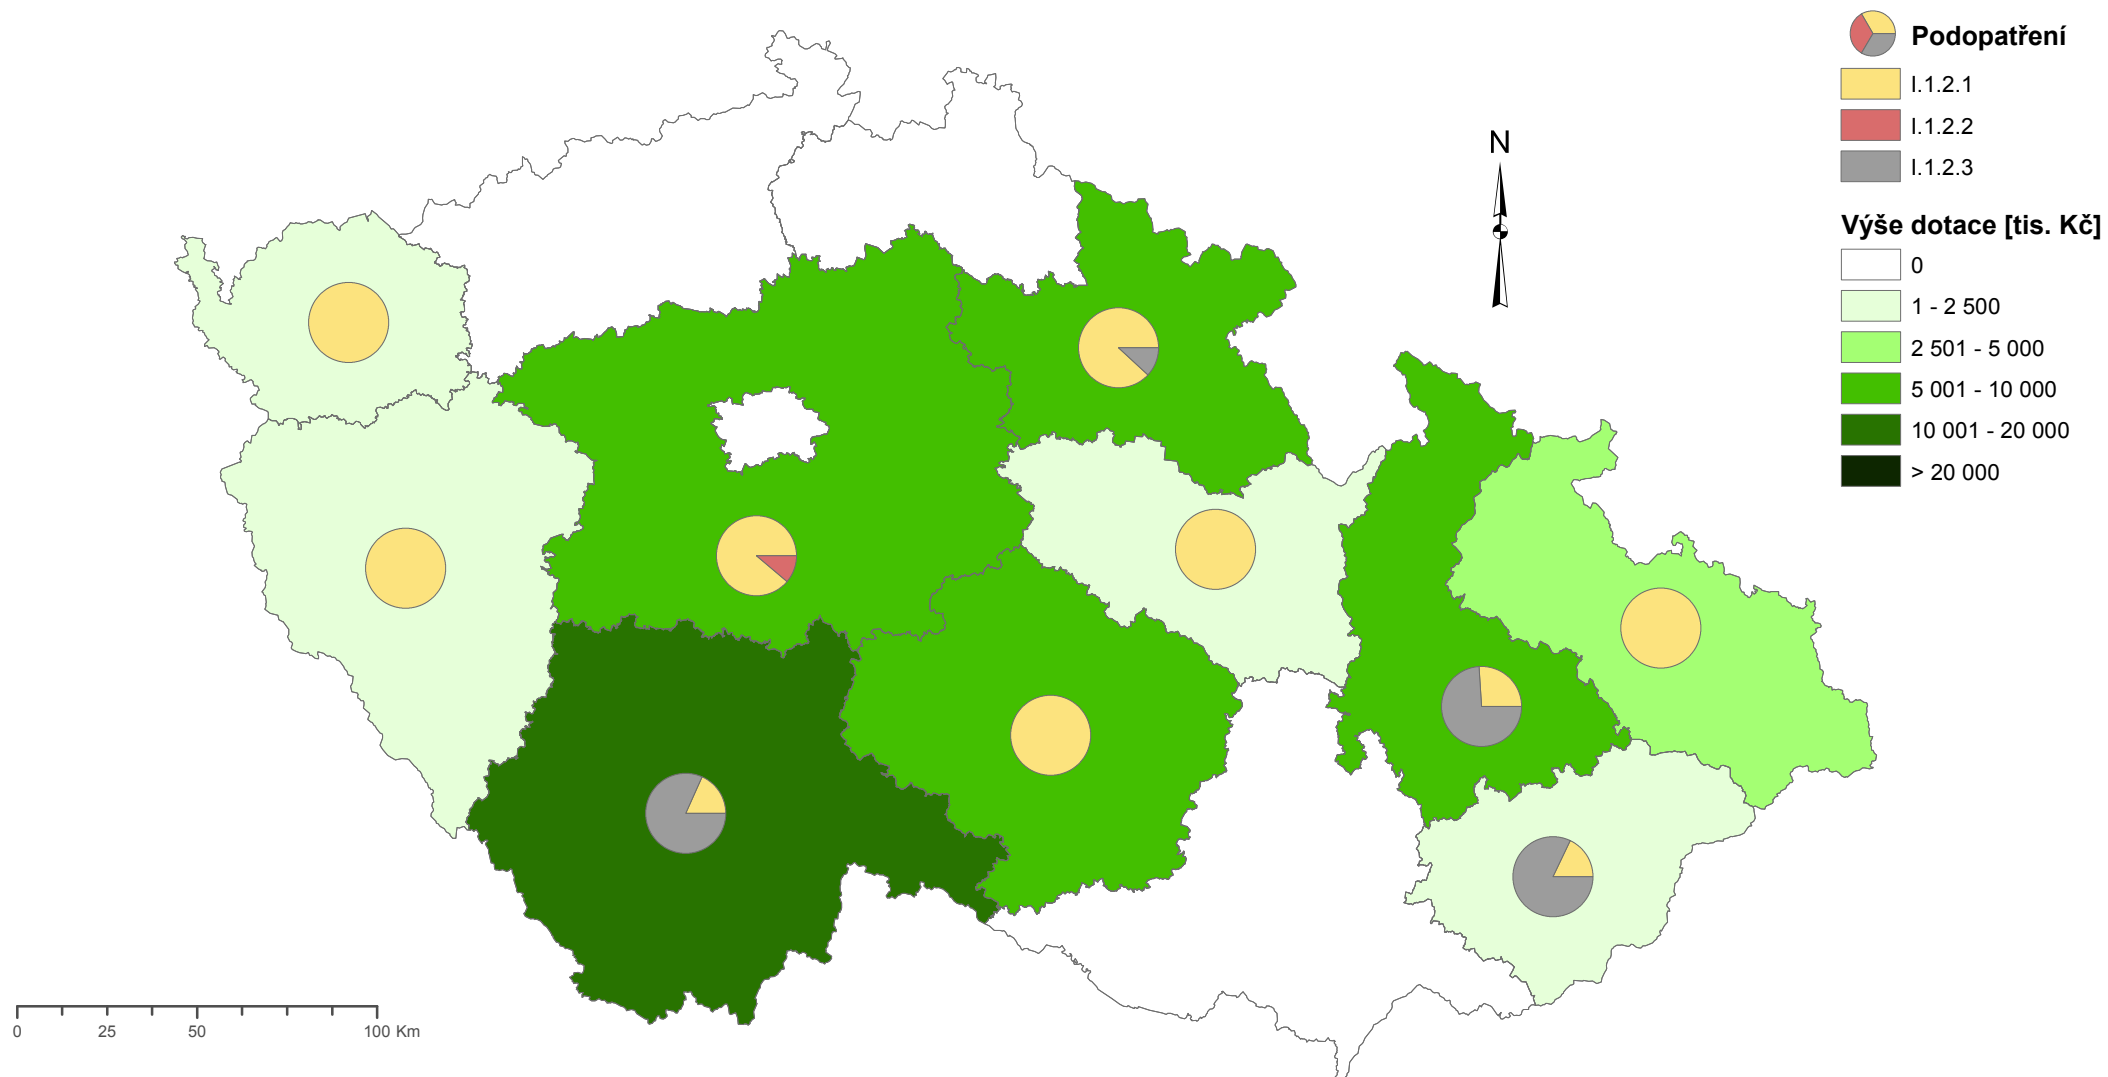 Podopatření
I.1.2.1
I.1.2.2
I.1.2.3
Výše dotace [tis. Kč]
0
1 - 2 500
2 501 - 5 000
5 001 - 10 000
10 001 - 20 000
> 20 000
N
0 25 50 100 Km